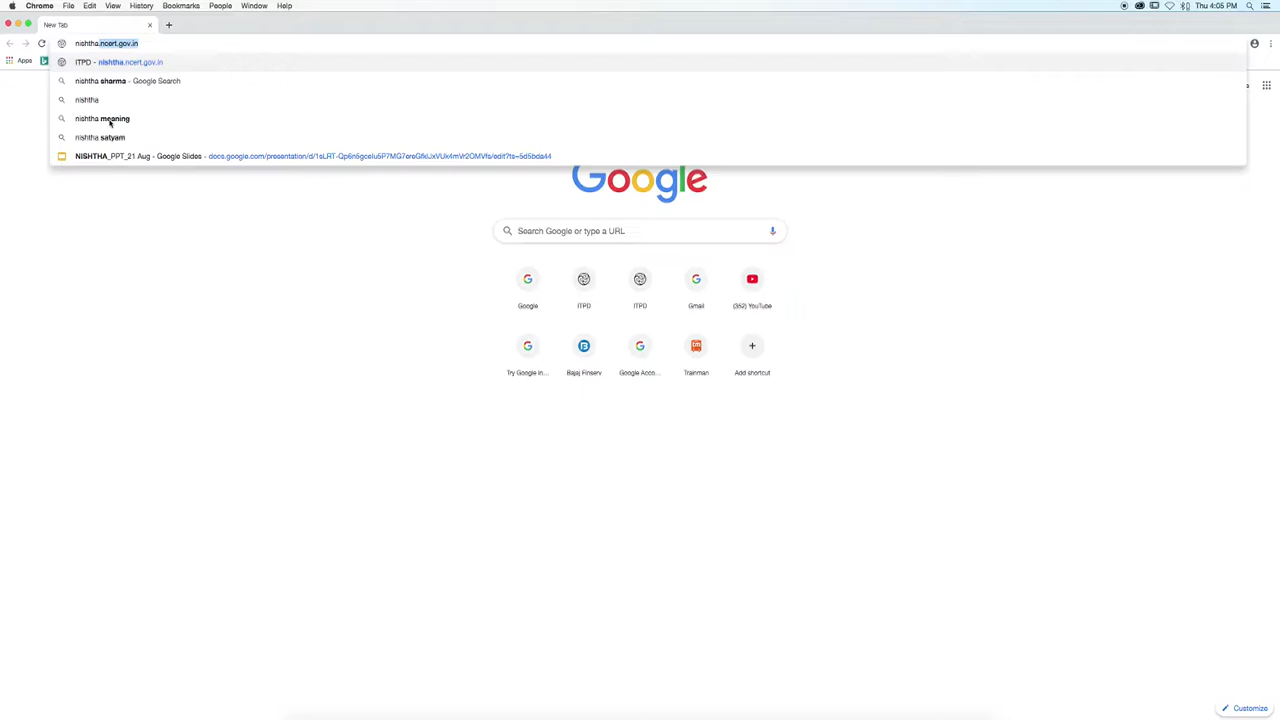 Chrome File Edit View History Bookmarks People Window Help Thu 4:05 PM
New Tab
nishtha.ncert.gov.in
Apps
ITPD - nishtha.ncert.gov.in
nishtha sharma - Google Search
nishtha
nishtha meaning
nishtha satyam
NISHTHA_PPT_21 Aug - Google Slides -
Google
Search Google or type a URL
Google ITPD ITPD Gmail (352) YouTube
Try Google In... Bajaj Finserv Google Acco... Trainman Add shortcut
Customize